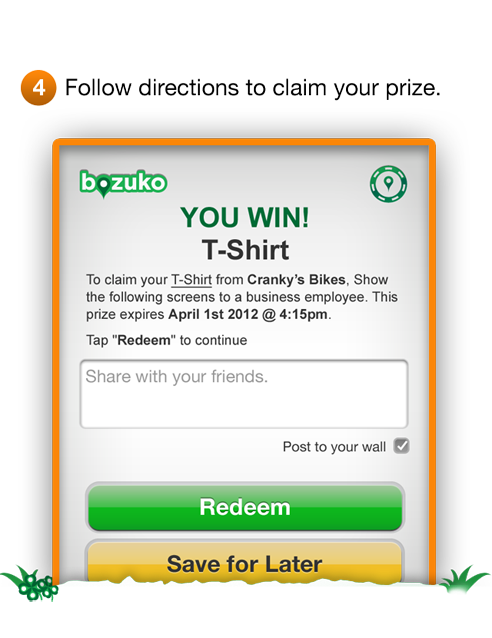 4 Follow directions to claim your prize.
bozuko
YOU WIN!
T-Shirt
To claim your T-Shirt from Cranky's Bikes, Show
the following screens to a business employee. This
prize expires April 1st 2012 @ 4:15pm.
Tap "Redeem" to continue
Share with your friends.
Post to your wall
Redeem
Save for Later